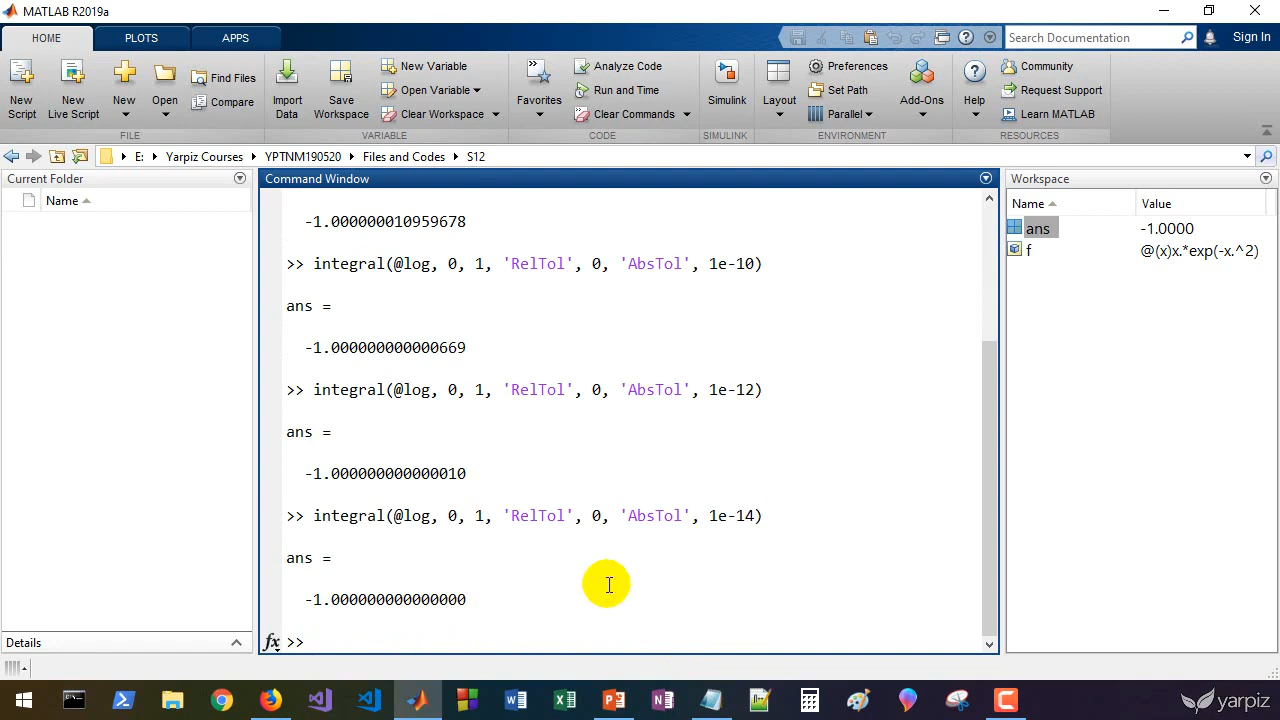 MATLAB R2019a
HOME PLOTS APPS Search Documentation Sign In
New Script
New Live Script
New
Open
Find Files
Compare
FILE
Import Data
Save Workspace
New Variable
Open Variable
Clear Workspace
VARIABLE
Favorites
Analyze Code
Run and Time
Clear Commands
CODE
Simulink
SIMULINK
Layout
Preferences
Set Path
Parallel
Add-Ons
ENVIRONMENT
Help
Community
Request Support
Learn MATLAB
RESOURCES
E: Yarpiz Courses YPTNM190520 Files and Codes S12
Current Folder
Name
Details
Command Window
-1.000000010959678
>> integral(@log, 0, 1, 'RelTol', 0, 'AbsTol', 1e-10)
ans =
-1.000000000000669
>> integral(@log, 0, 1, 'RelTol', 0, 'AbsTol', 1e-12)
ans =
-1.000000000000010
>> integral(@log, 0, 1, 'RelTol', 0, 'AbsTol', 1e-14)
ans =
-1.000000000000000
fx >>
Workspace
Name Value
ans -1.0000
f @(x)x.*exp(-x.^2)
yarpiz